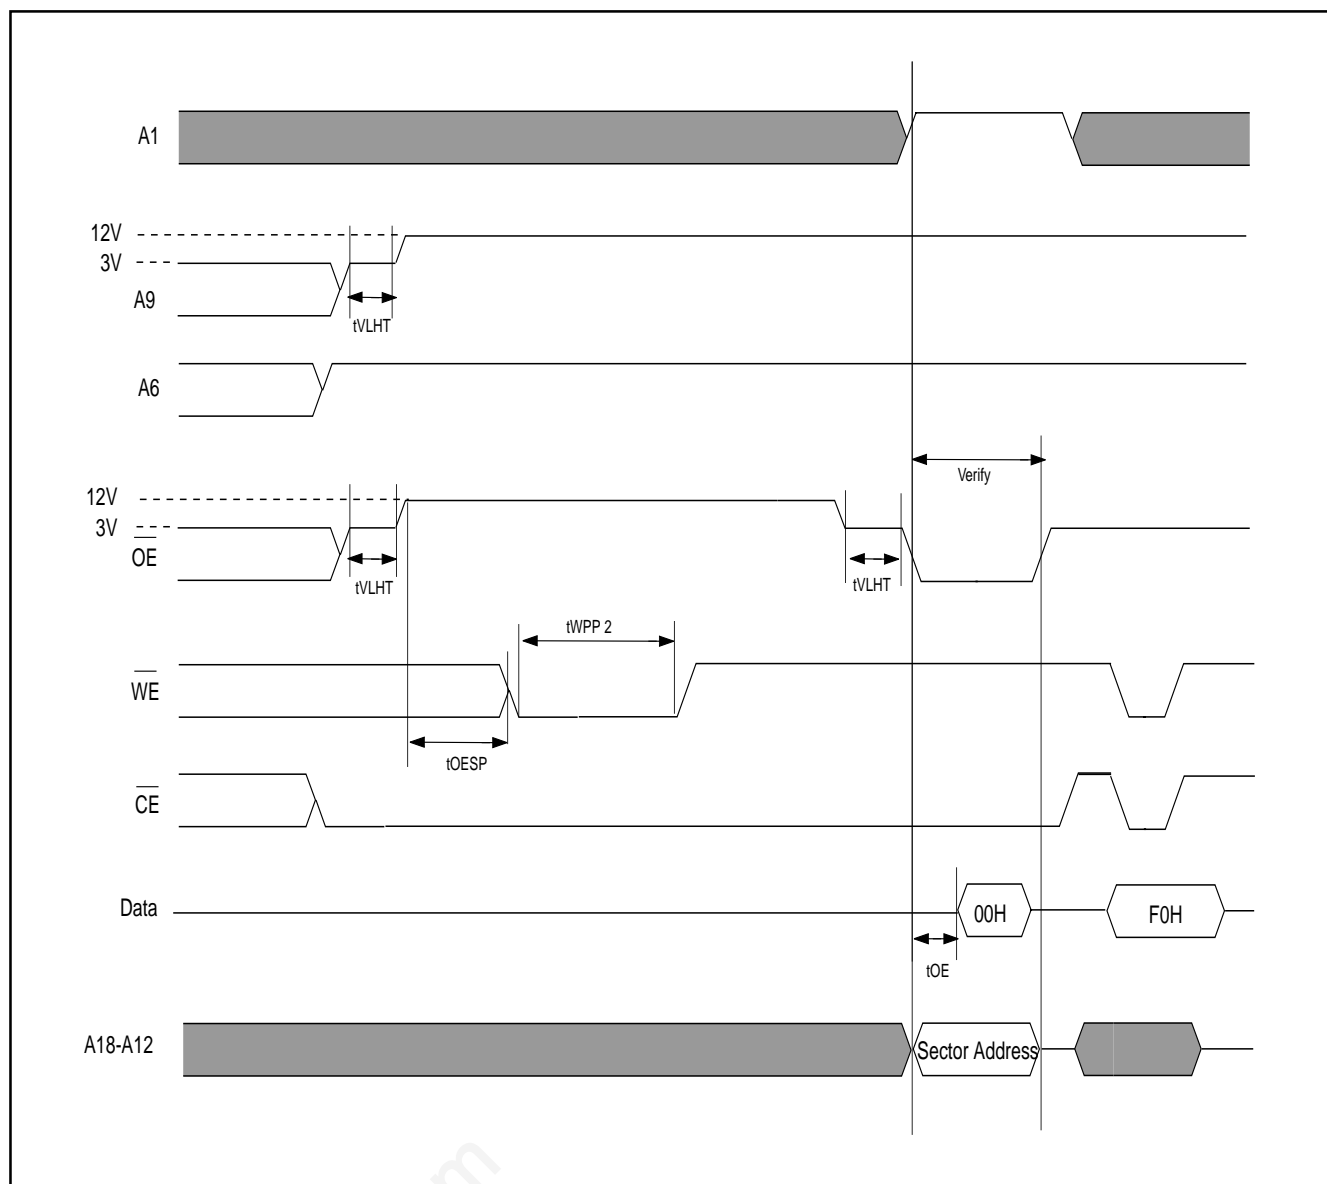 A1
12V
3V
A9
tVLHT
A6
Verify
12V
3V
OE
tVLHT
tVLHT
tWPP 2
WE
tOESP
CE
Data
00H
F0H
tOE
A18-A12
Sector Address
m